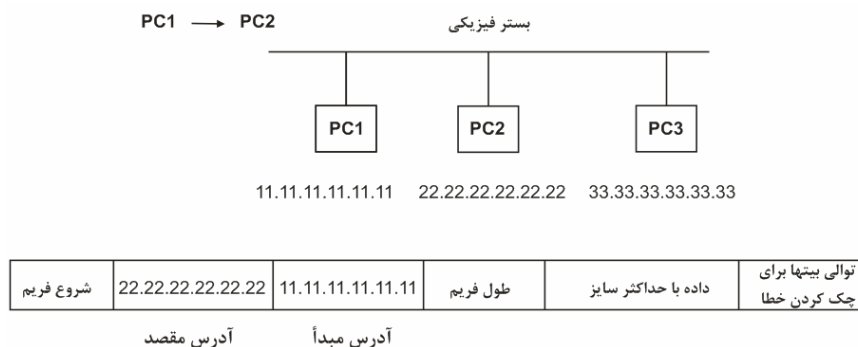 PC1 → PC2
بستر فیزیکی
PC1
PC2
PC3
11.11.11.11.11.11
22.22.22.22.22.22
33.33.33.33.33.33
شروع فریم
22.22.22.22.22.22
11.11.11.11.11.11
طول فریم
داده با حداکثر سایز
توالی بیتها برای
چک کردن خطا
آدرس مقصد
آدرس مبدأ